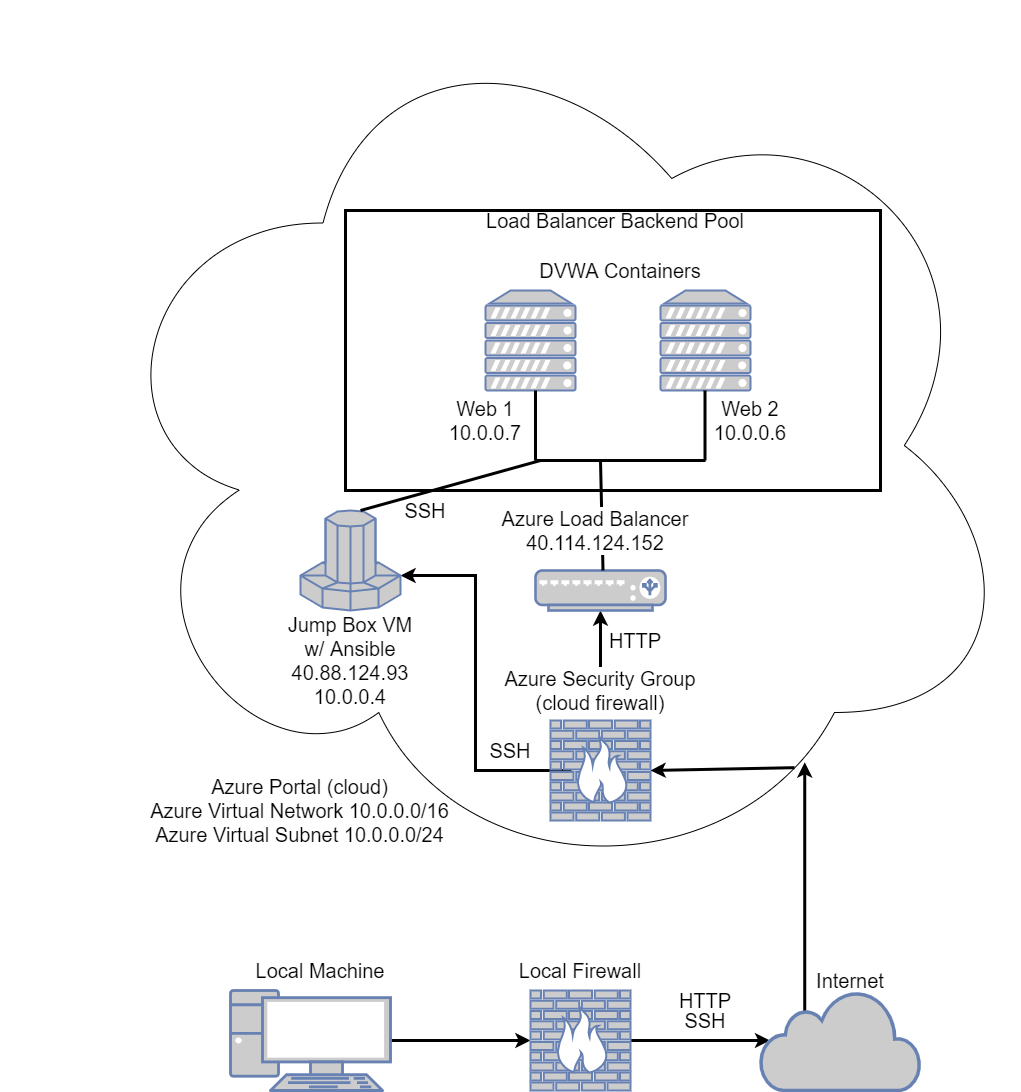 Load Balancer Backend Pool
DVWA Containers
Web 1
10.0.0.7
Web 2
10.0.0.6
SSH
Azure Load Balancer
40.114.124.152
Jump Box VM
w/ Ansible
40.88.124.93
10.0.0.4
HTTP
Azure Security Group
(cloud firewall)
SSH
Azure Portal (cloud)
Azure Virtual Network 10.0.0.0/16
Azure Virtual Subnet 10.0.0.0/24
Local Machine
Local Firewall
HTTP
SSH
Internet